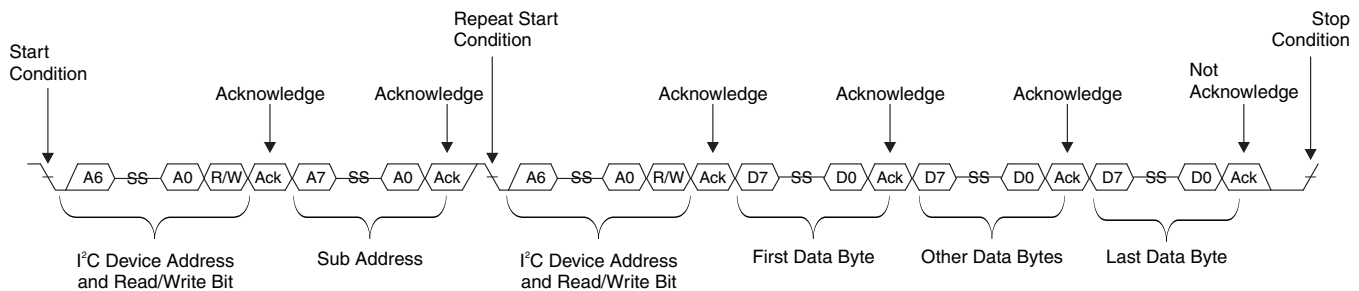 Start
Condition
Repeat Start
Condition
Stop
Condition
Acknowledge
Acknowledge
Acknowledge
Acknowledge
Acknowledge
Not
Acknowledge
A6 SS A0 R/W Ack A7 SS A0 Ack A6 SS A0 R/W Ack D7 SS D0 Ack D7 SS D0 Ack D7 SS D0 Ack
I²C Device Address
and Read/Write Bit
Sub Address
I²C Device Address
and Read/Write Bit
First Data Byte
Other Data Bytes
Last Data Byte